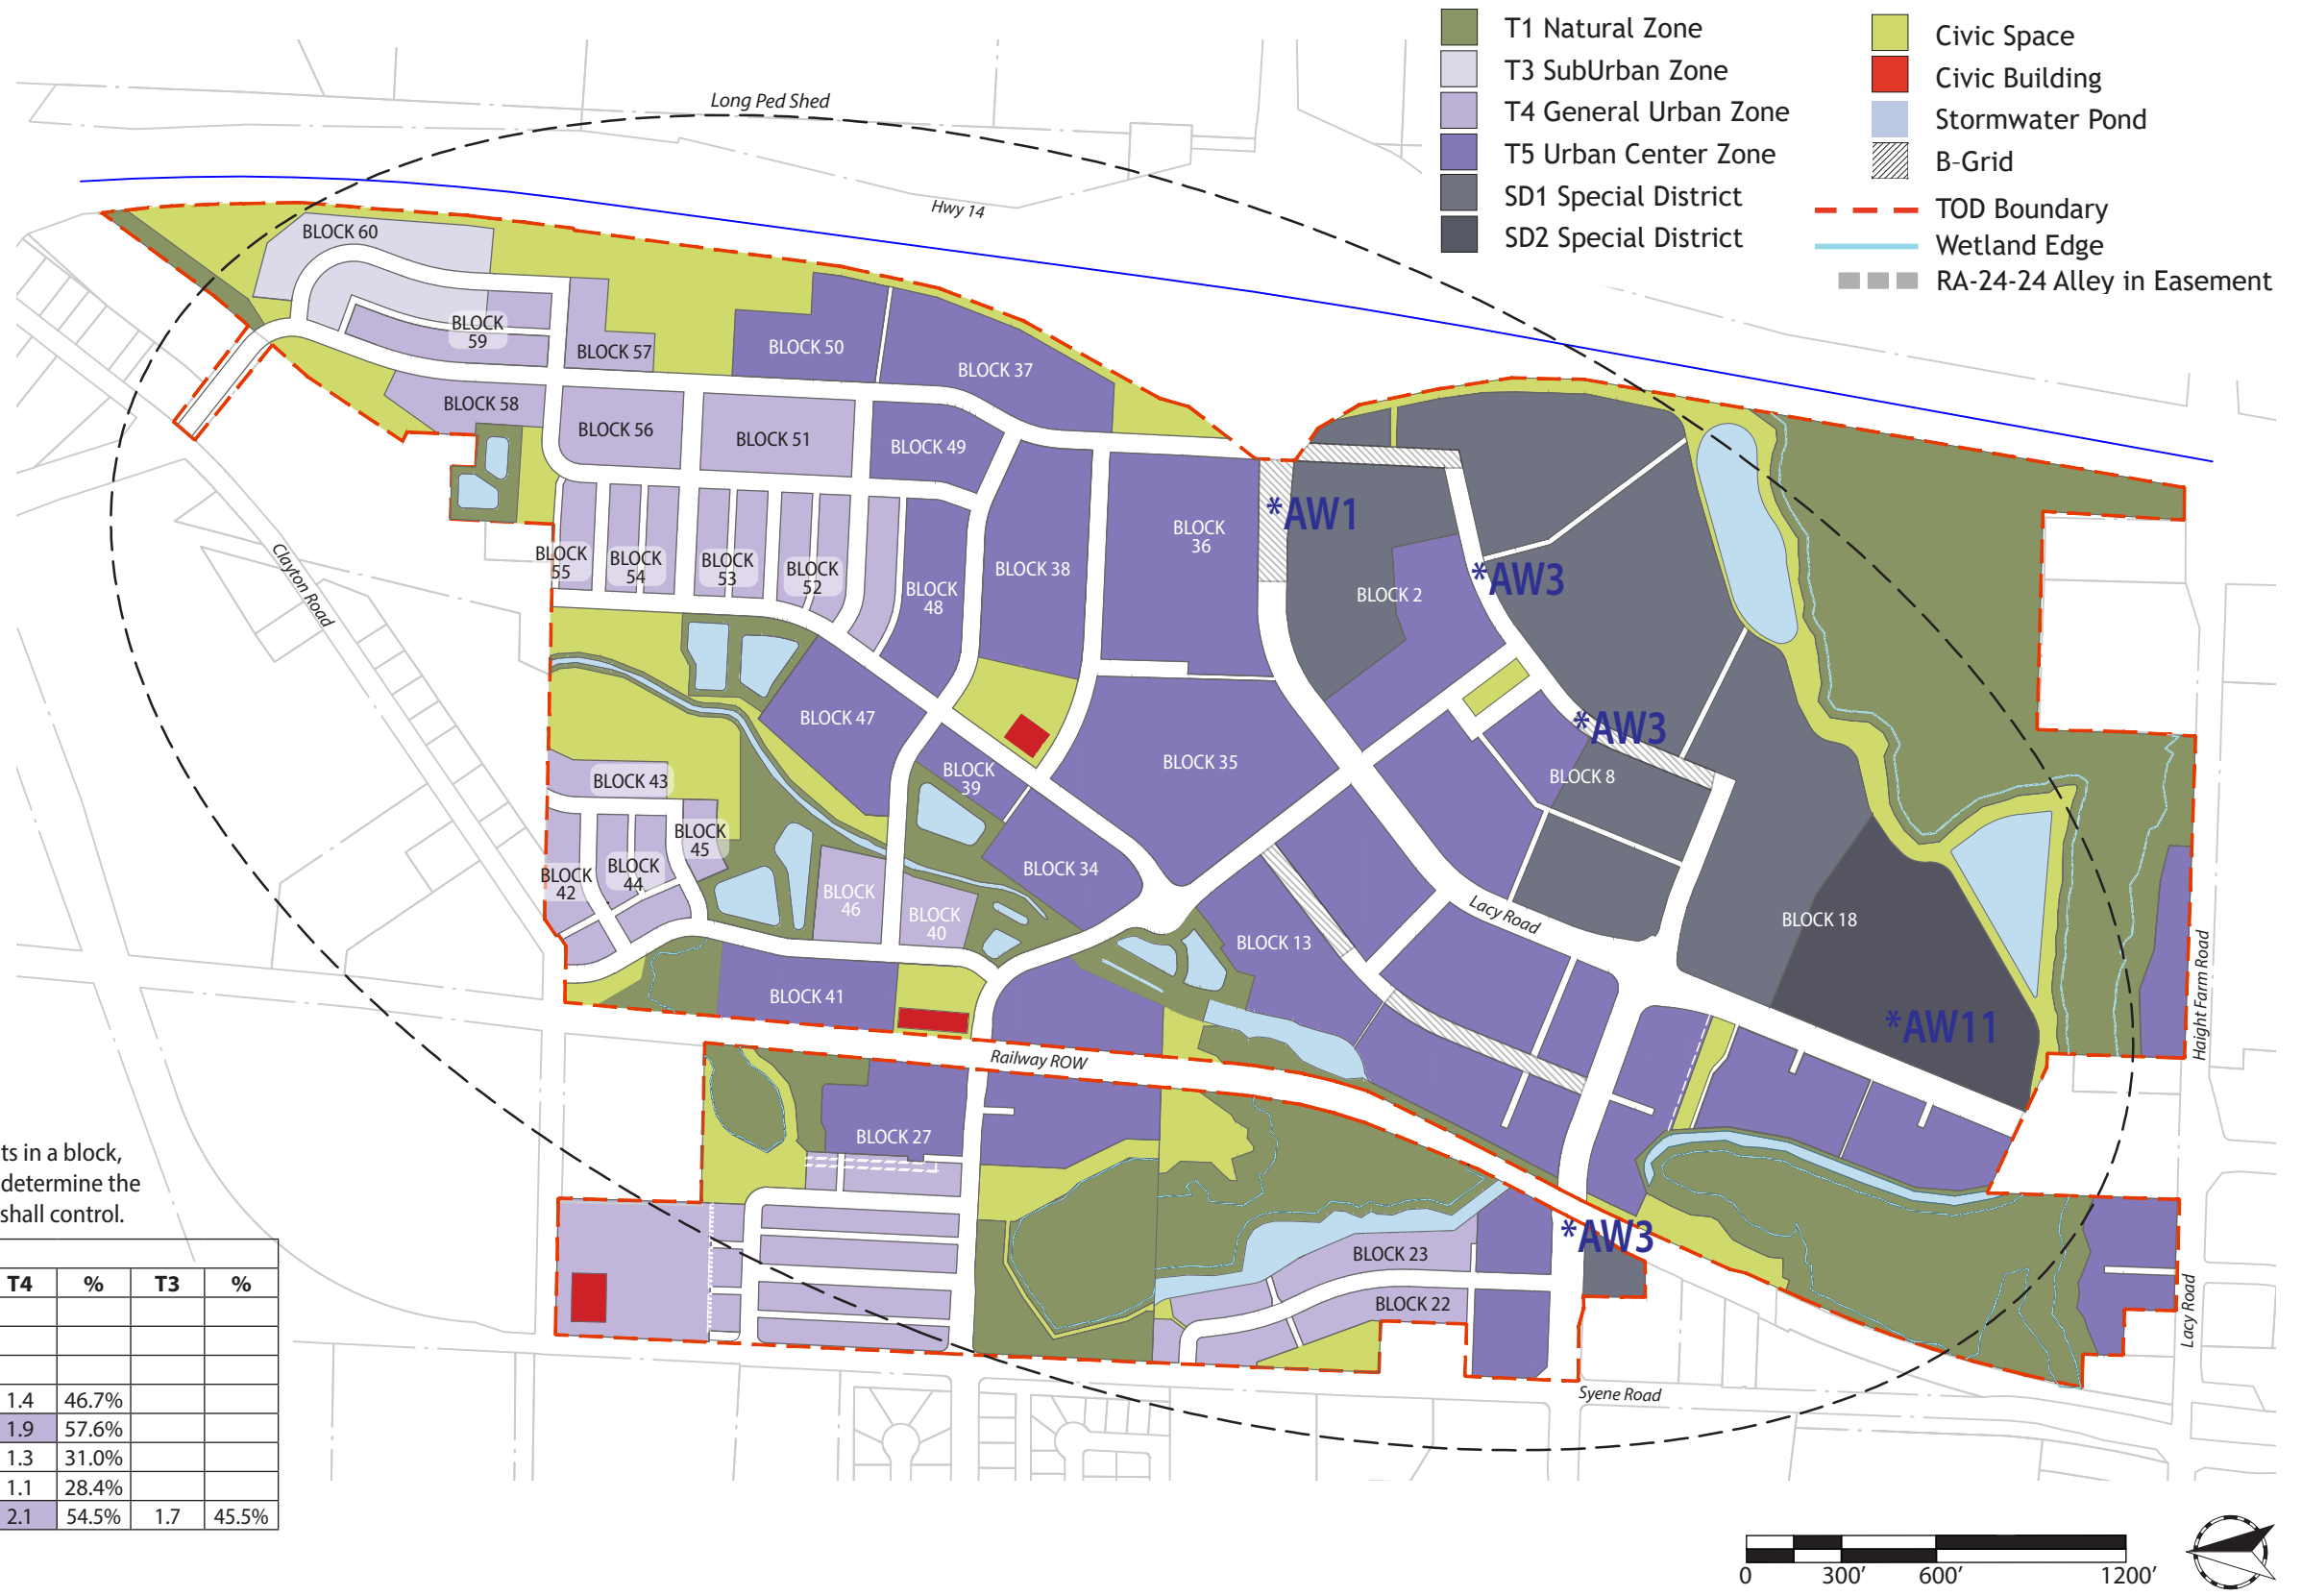 T1 Natural Zone
T3 SubUrban Zone
T4 General Urban Zone
T5 Urban Center Zone
SD1 Special District
SD2 Special District
Civic Space
Civic Building
Stormwater Pond
B-Grid
TOD Boundary
Wetland Edge
RA-24-24 Alley in Easement
Long Ped Shed
Hwy 14
BLOCK 60
BLOCK
59
BLOCK 57
BLOCK 50
BLOCK 37
BLOCK 58
BLOCK 56
BLOCK 51
BLOCK 49
BLOCK
36
*AW1
BLOCK
55
BLOCK
54
BLOCK
53
BLOCK
52
BLOCK
48
BLOCK 38
BLOCK 2
*AW3
Clayton Road
BLOCK 47
BLOCK
39
BLOCK 35
*AW3
BLOCK 8
BLOCK 43
BLOCK
45
BLOCK
44
BLOCK
42
BLOCK
46
BLOCK
40
BLOCK 34
BLOCK 13
Lacy Road
BLOCK 18
BLOCK 41
*AW11
Haight Farm Road
Railway ROW
BLOCK 27
BLOCK 23
BLOCK 22
*AW3
Lacy Road
Syene Road
ts in a block,
determine the
shall control.
T4 % T3 %
1.4 46.7%
1.9 57.6%
1.3 31.0%
1.1 28.4%
2.1 54.5% 1.7 45.5%
0 300’ 600’ 1200’